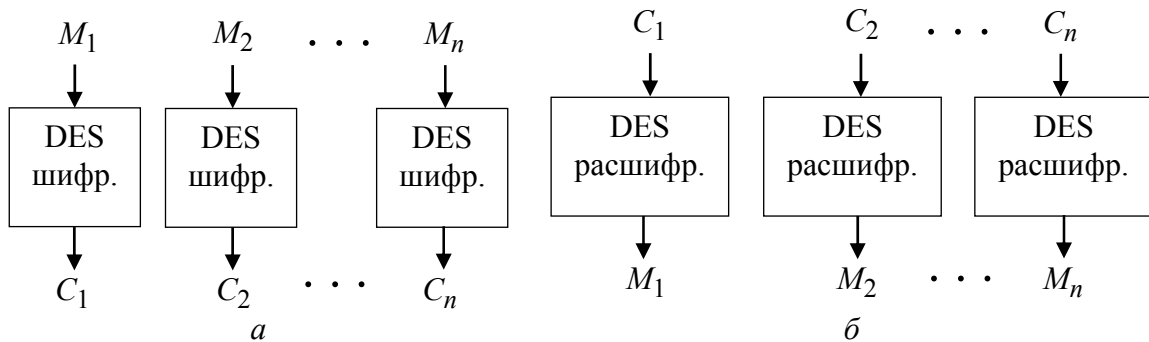 M1 M2 . . . Mn C1 C2 . . . Cn
DES DES DES DES DES DES
шифр. шифр. шифр. расшифр. расшифр. расшифр.
C1 C2 . . . Cn M1 M2 . . . Mn
а б